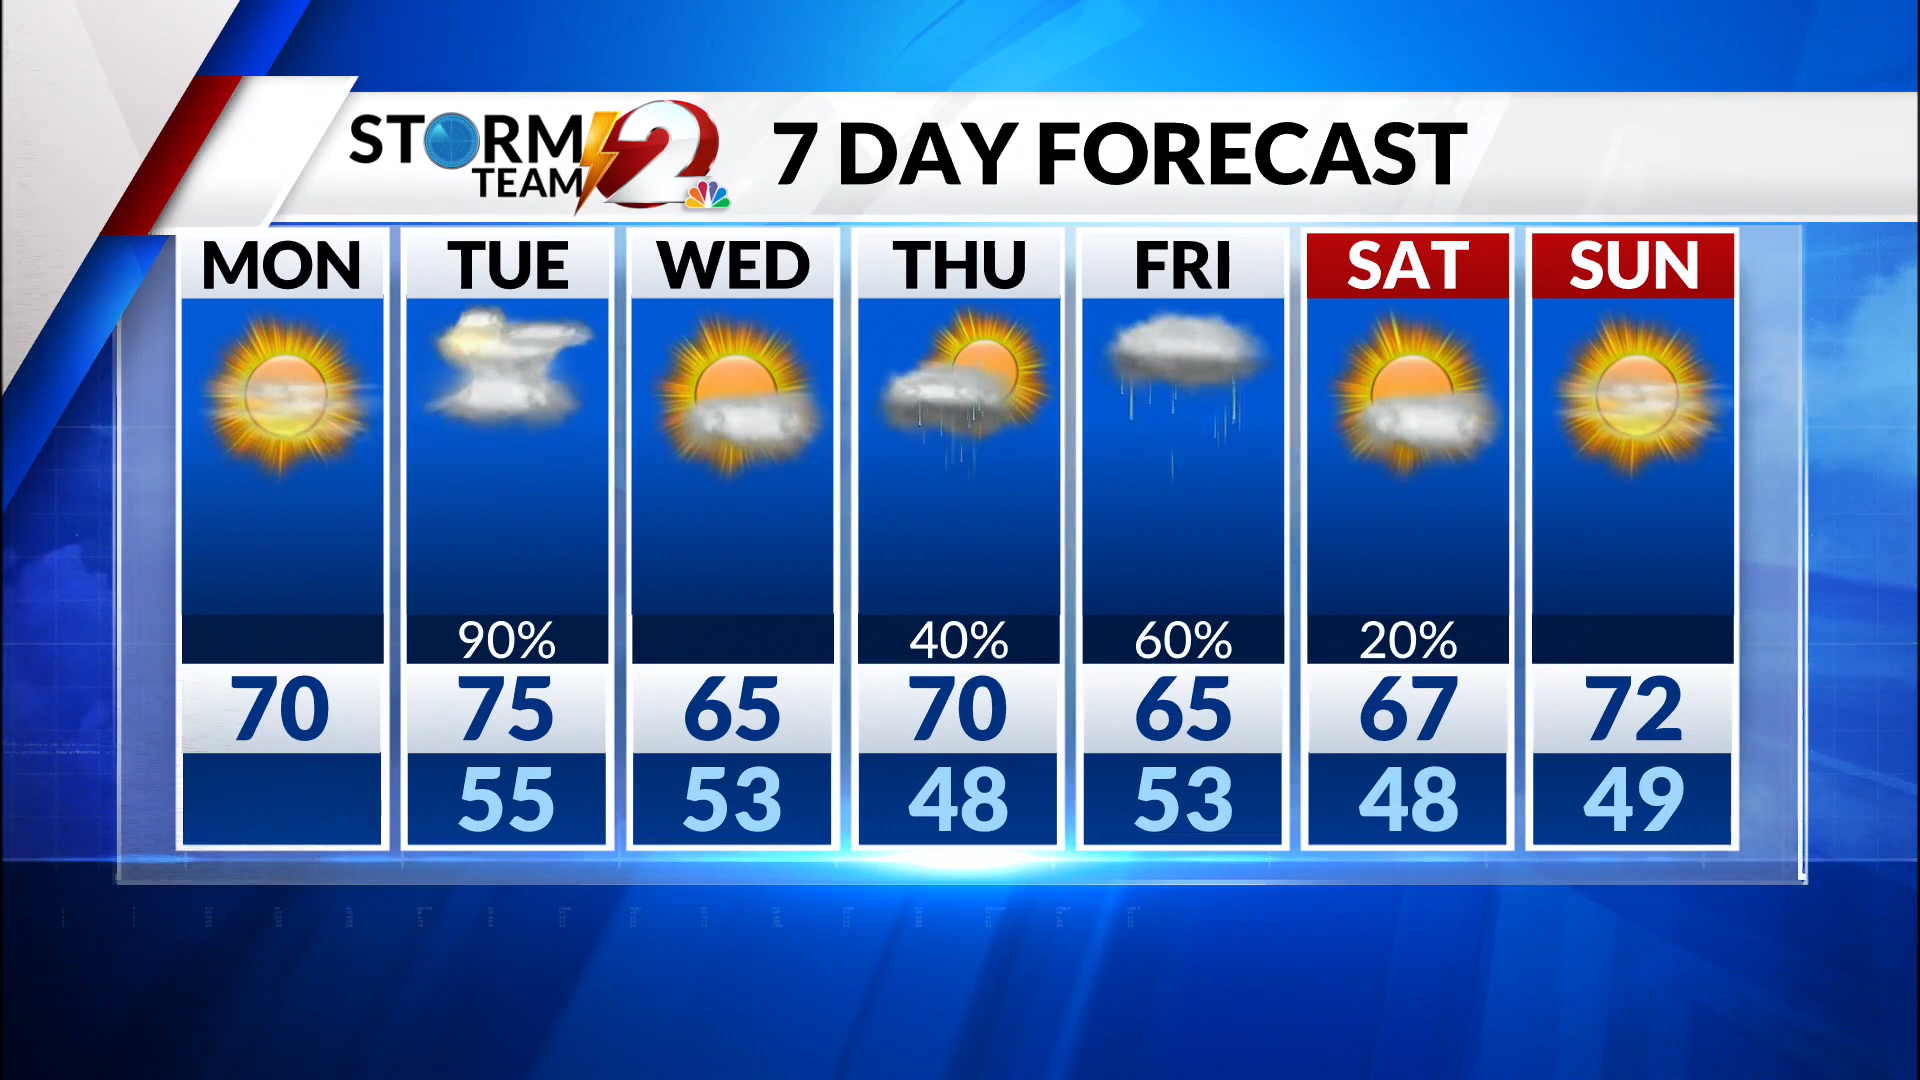 STORM
TEAM 2
7 DAY FORECAST
MON TUE WED THU FRI SAT SUN
90% 40% 60% 20%
70 75 65 70 65 67 72
55 53 48 53 48 49